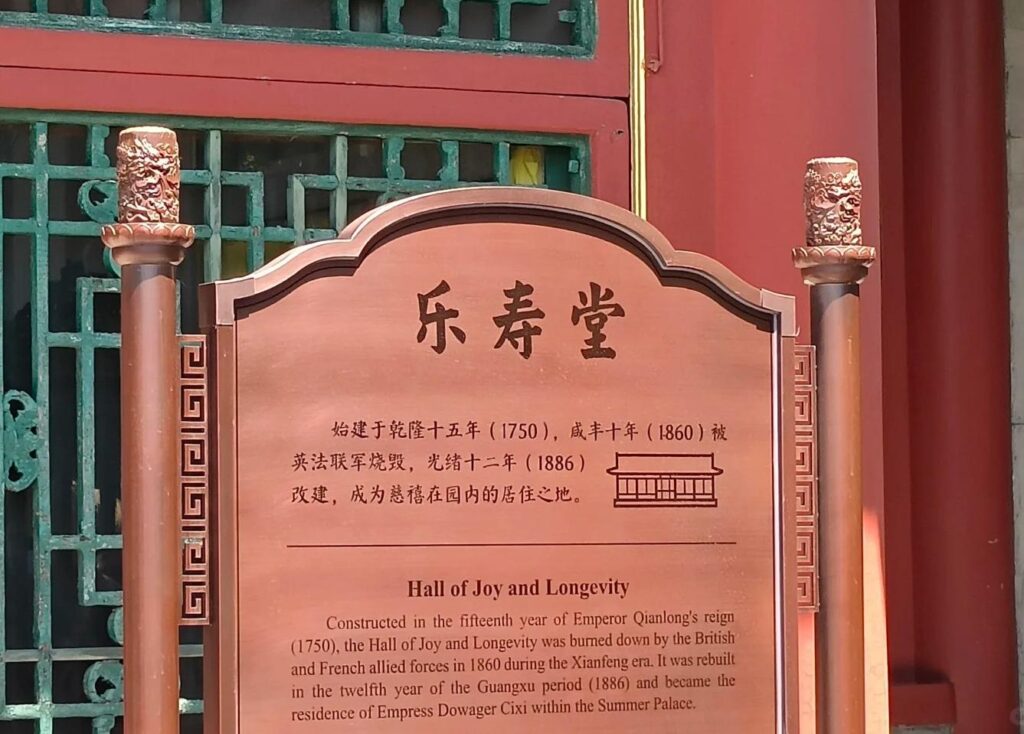 乐寿堂
始建于乾隆十五年（1750），咸丰十年（1860）被
英法联军烧毁，光绪十二年（1886）
改建，成为慈禧在园内的居住之地。
Hall of Joy and Longevity
Constructed in the fifteenth year of Emperor Qianlong's reign
(1750), the Hall of Joy and Longevity was burned down by the British
and French allied forces in 1860 during the Xianfeng era. It was rebuilt
in the twelfth year of the Guangxu period (1886) and became the
residence of Empress Dowager Cixi within the Summer Palace.